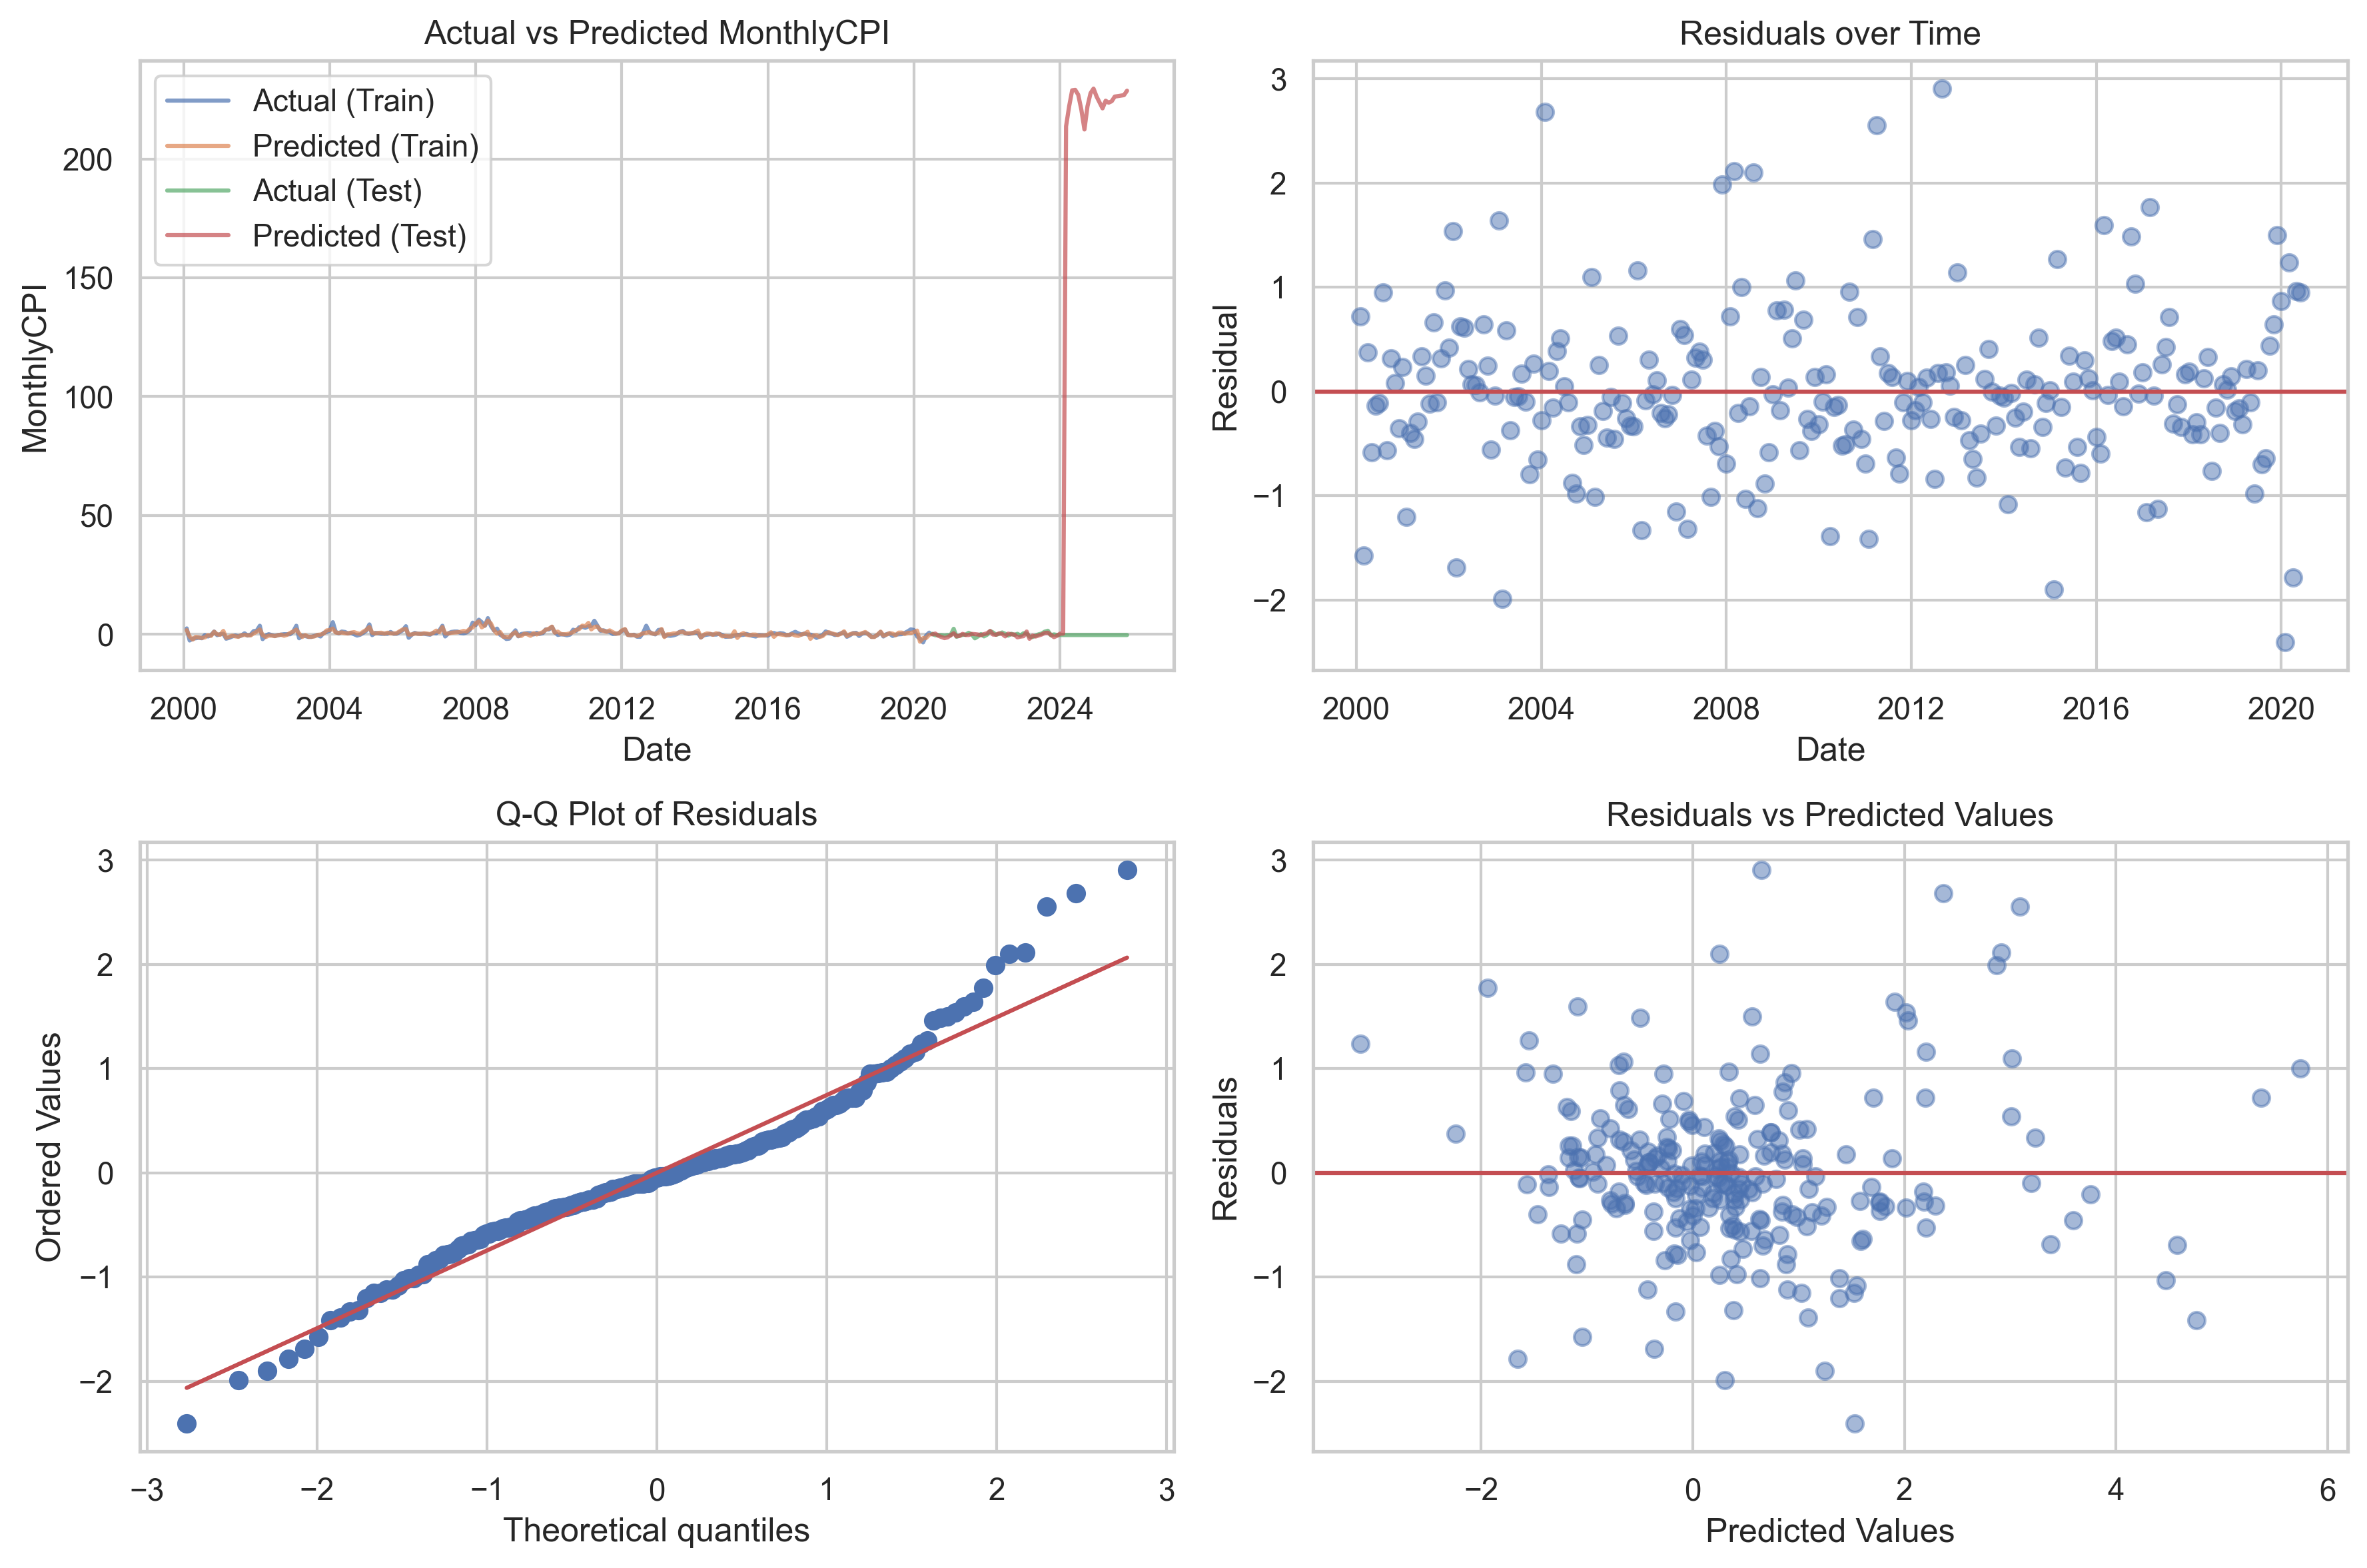 Actual vs Predicted MonthlyCPI
Actual (Train)
Predicted (Train)
Actual (Test)
Predicted (Test)
MonthlyCPI
200
150
100
50
0
2000 2004 2008 2012 2016 2020 2024
Date
Residuals over Time
Residual
3
2
1
0
−1
−2
2000 2004 2008 2012 2016 2020
Date
Q-Q Plot of Residuals
Ordered Values
3
2
1
0
−1
−2
−3 −2 −1 0 1 2 3
Theoretical quantiles
Residuals vs Predicted Values
Residuals
3
2
1
0
−1
−2
−2 0 2 4 6
Predicted Values